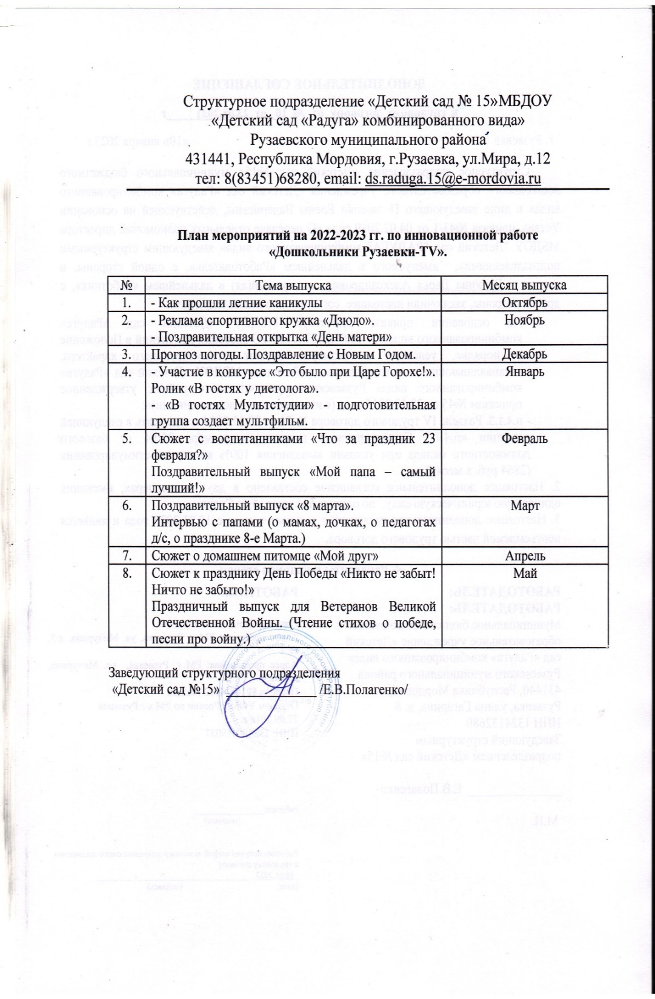 Структурное подразделение «Детский сад № 15»МБДОУ
«Детский сад «Радуга» комбинированного вида»
Рузаевского муниципального района
431441, Республика Мордовия, г.Рузаевка, ул.Мира, д.12
тел: 8(83451)68280, email: ds.raduga.15@e-mordovia.ru
План мероприятий на 2022-2023 гг. по инновационной работе
«Дошкольники Рузаевки-TV».
№ Тема выпуска Месяц выпуска
1. - Как прошли летние каникулы Октябрь
2. - Реклама спортивного кружка «Дзюдо». Ноябрь
- Поздравительная открытка «День матери»
3. Прогноз погоды. Поздравление с Новым Годом. Декабрь
4. - Участие в конкурсе «Это было при Царе Горохе!». Январь
Ролик «В гостях у диетолога».
- «В гостях Мультстудии» - подготовительная
группа создаст мультфильм.
5. Сюжет с воспитанниками «Что за праздник 23 Февраль
февраля?»
Поздравительный выпуск «Мой папа – самый
лучший!»
6. Поздравительный выпуск «8 марта». Март
Интервью с папами (о мамах, дочках, о педагогах
д/с, о празднике 8-е Марта.)
7. Сюжет о домашнем питомце «Мой друг» Апрель
8. Сюжет к празднику День Победы «Никто не забыт! Май
Ничто не забыто!»
Праздничный выпуск для Ветеранов Великой
Отечественной Войны. (Чтение стихов о победе,
песни про войну.)
Заведующий структурного подразделения
«Детский сад №15» /Е.В.Полагенко/